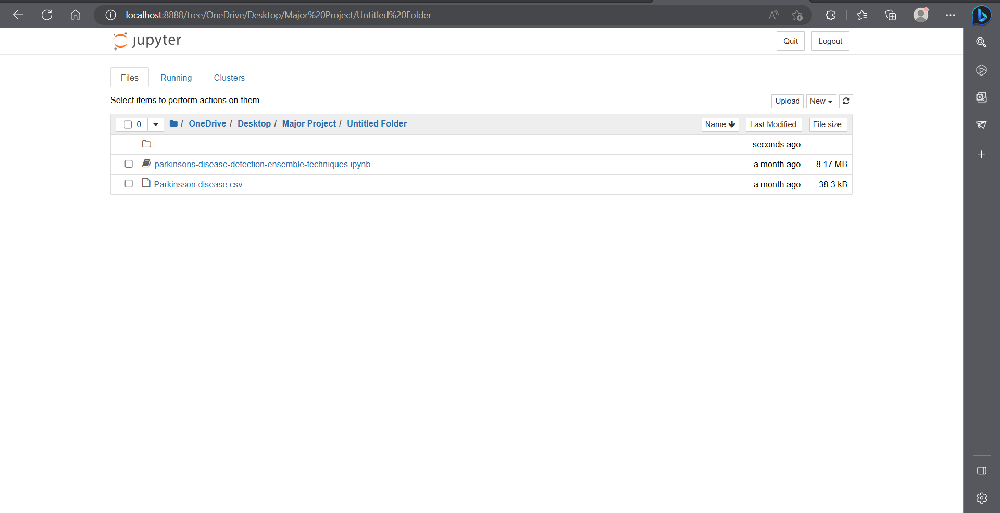 localhost:8888/tree/OneDrive/Desktop/Major%20Project/Untitled%20Folder
jupyter
Quit Logout
Files Running Clusters
Select items to perform actions on them.
Upload New
0 / OneDrive / Desktop / Major Project / Untitled Folder Name Last Modified File size
.. seconds ago
parkinsons-disease-detection-ensemble-techniques.ipynb a month ago 8.17 MB
Parkinsson disease.csv a month ago 38.3 kB